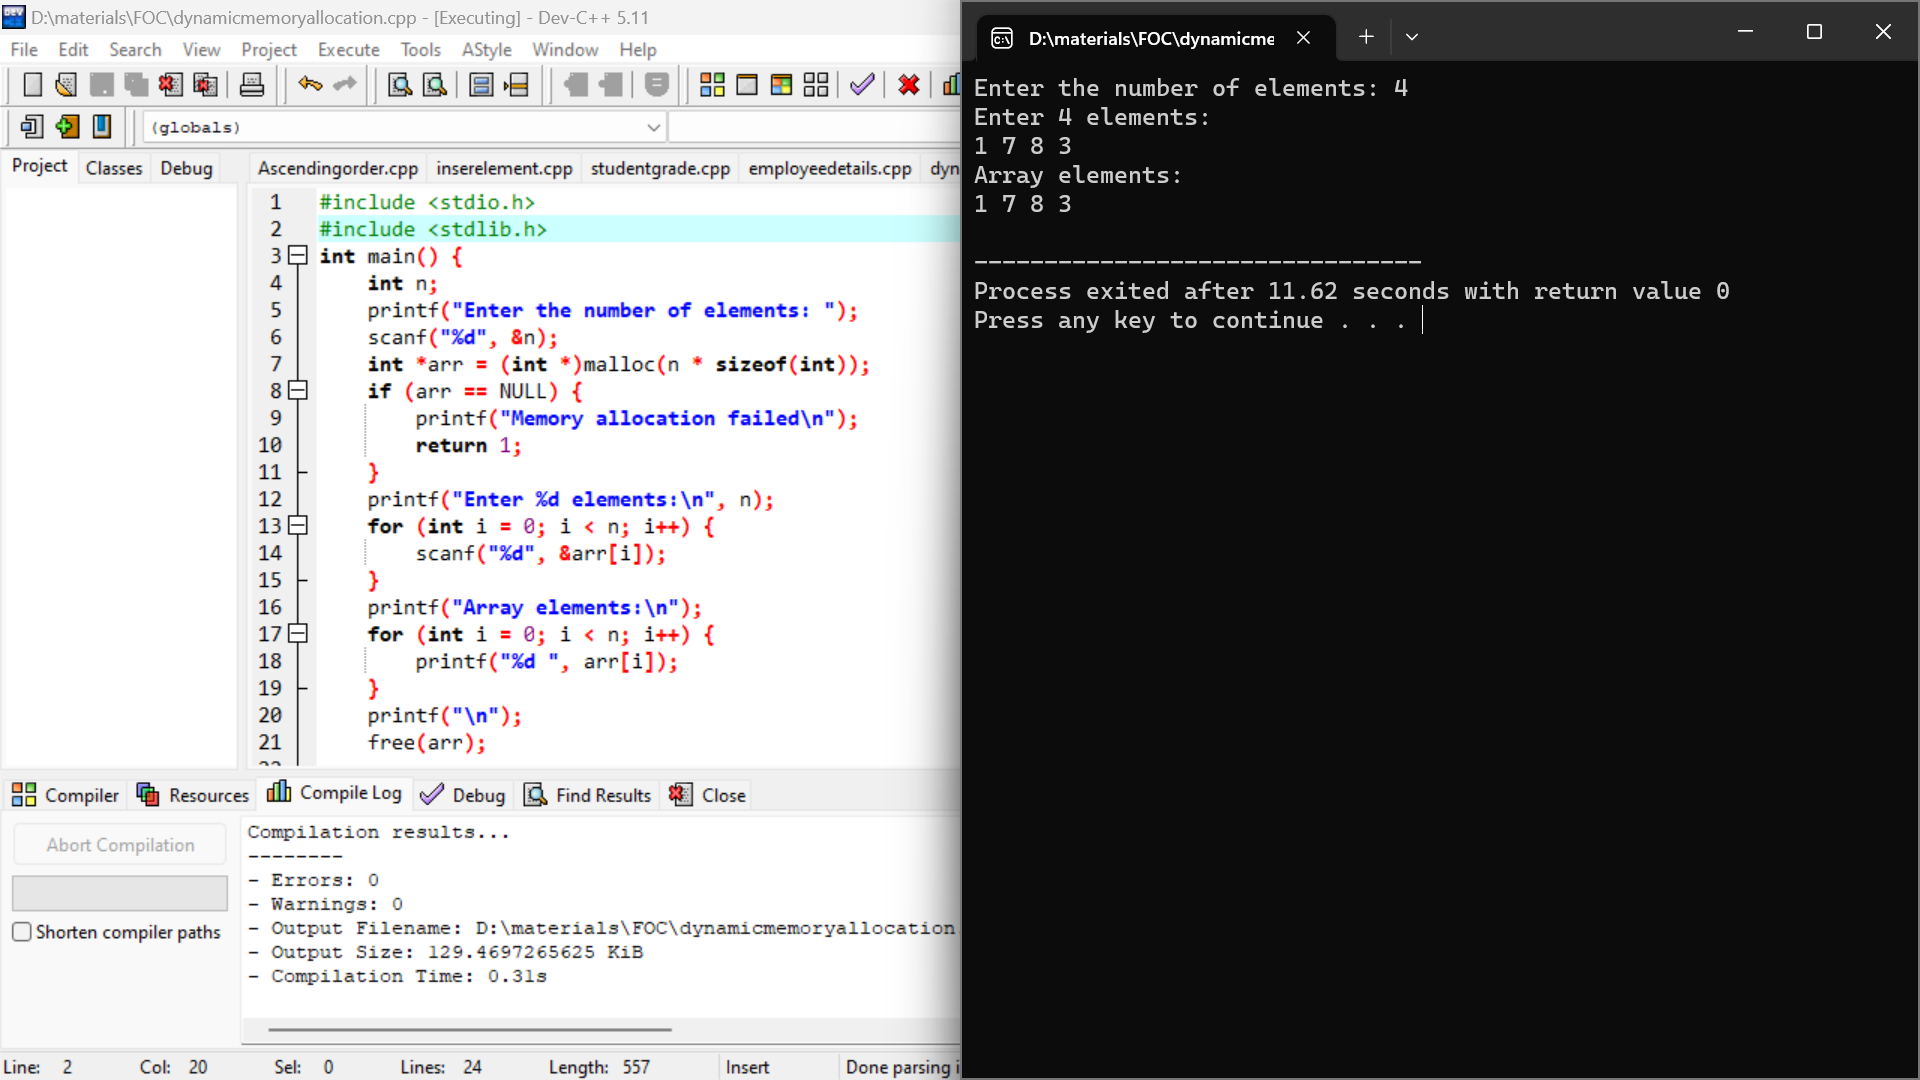 D:\materials\FOC\dynamicmemoryallocation.cpp - [Executing] - Dev-C++ 5.11
File Edit Search View Project Execute Tools AStyle Window Help
(globals)
Project Classes Debug
Ascendingorder.cpp inserelement.cpp studentgrade.cpp employeedetails.cpp dyn
1 #include <stdio.h>
2 #include <stdlib.h>
3 int main() {
4 int n;
5 printf("Enter the number of elements: ");
6 scanf("%d", &n);
7 int *arr = (int *)malloc(n * sizeof(int));
8 if (arr == NULL) {
9 printf("Memory allocation failed\n");
10 return 1;
11 }
12 printf("Enter %d elements:\n", n);
13 for (int i = 0; i < n; i++) {
14 scanf("%d", &arr[i]);
15 }
16 printf("Array elements:\n");
17 for (int i = 0; i < n; i++) {
18 printf("%d ", arr[i]);
19 }
20 printf("\n");
21 free(arr);
Compiler Resources Compile Log Debug Find Results Close
Abort Compilation
Shorten compiler paths
Compilation results...
--------
- Errors: 0
- Warnings: 0
- Output Filename: D:\materials\FOC\dynamicmemoryallocation.
- Output Size: 129.4697265625 KiB
- Compilation Time: 0.31s
Line: 2 Col: 20 Sel: 0 Lines: 24 Length: 557 Insert Done parsing i
D:\materials\FOC\dynamicme
Enter the number of elements: 4
Enter 4 elements:
1 7 8 3
Array elements:
1 7 8 3
--------------------------------
Process exited after 11.62 seconds with return value 0
Press any key to continue . . .